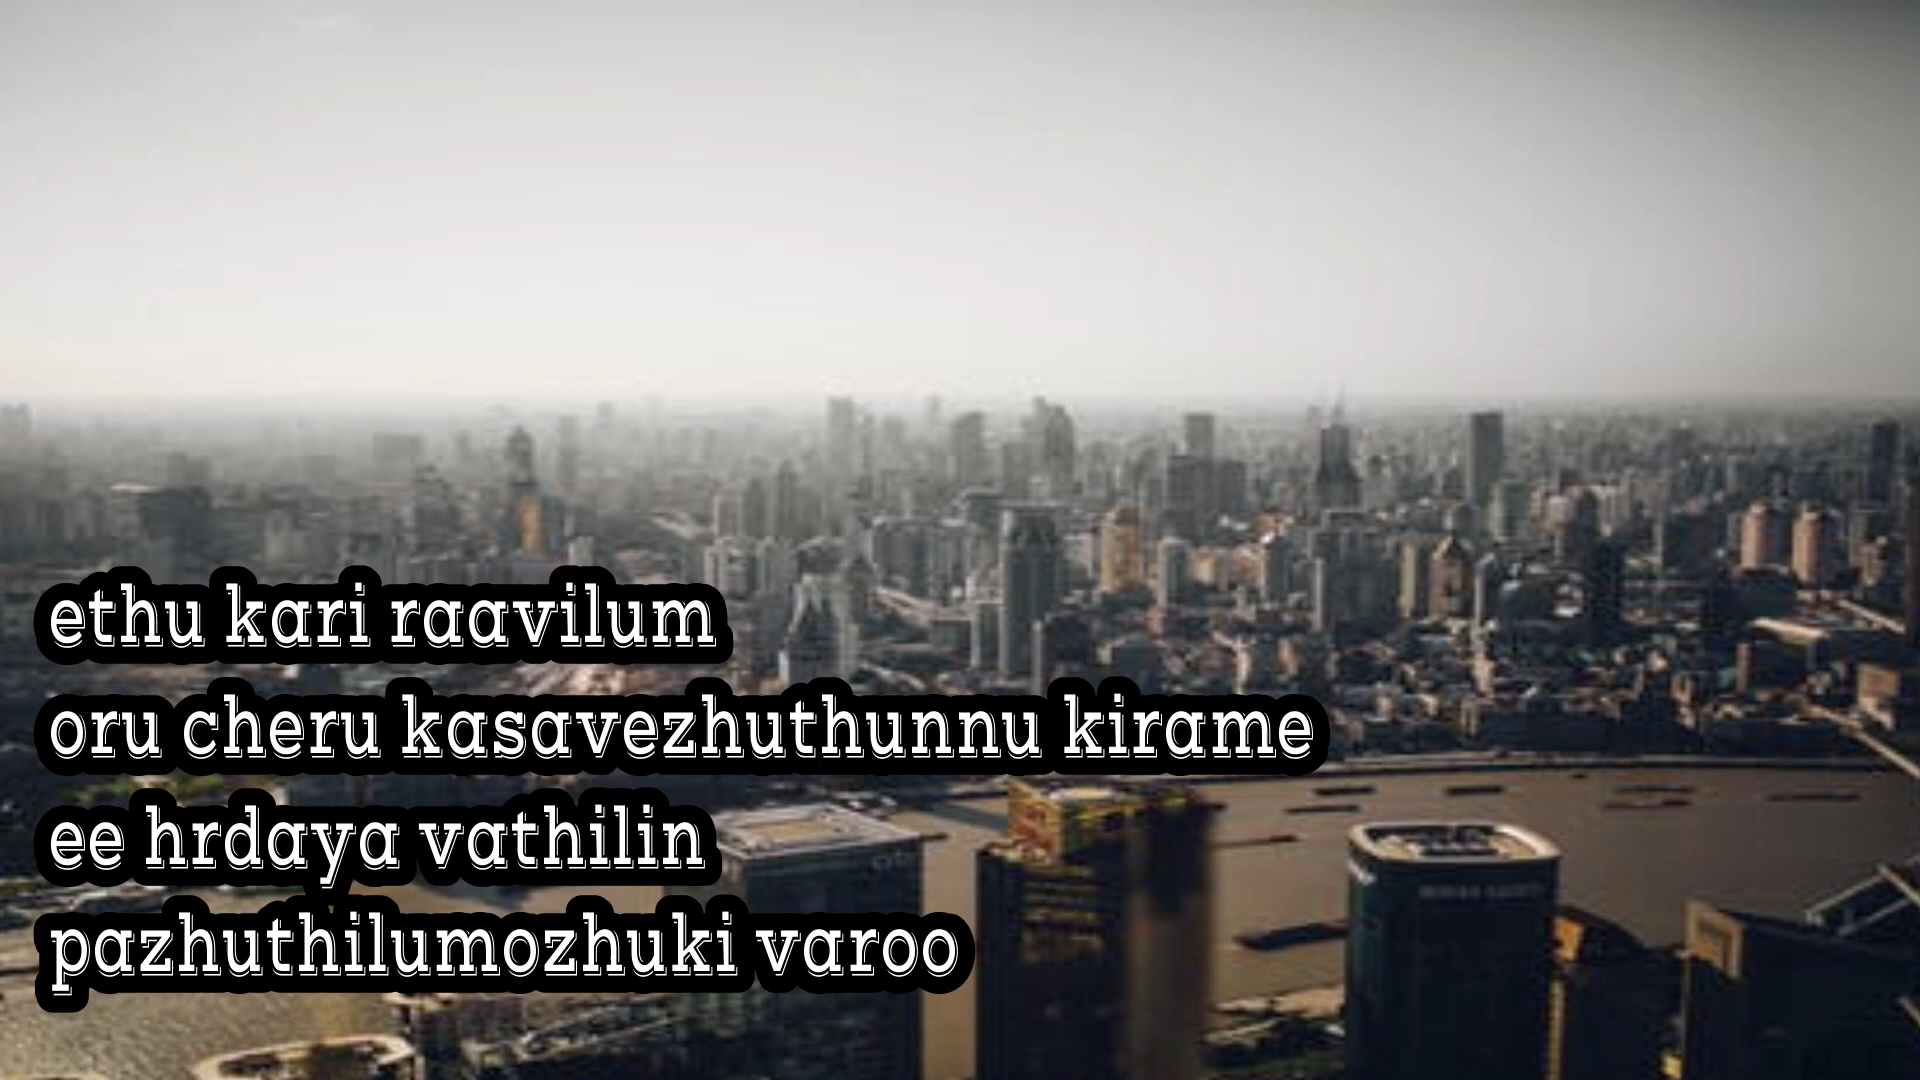 ethu kari raavilum
oru cheru kasavezhuthunnu kirame
ee hrdaya vathilin
pazhuthilumozhuki varoo